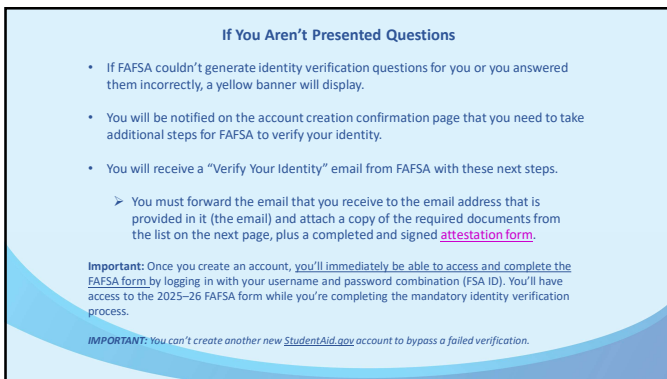 If You Aren’t Presented Questions
• If FAFSA couldn’t generate identity verification questions for you or you answered
them incorrectly, a yellow banner will display.
• You will be notified on the account creation confirmation page that you need to take
additional steps for FAFSA to verify your identity.
• You will receive a “Verify Your Identity” email from FAFSA with these next steps.
➢ You must forward the email that you receive to the email address that is
provided in it (the email) and attach a copy of the required documents from
the list on the next page, plus a completed and signed attestation form.
Important: Once you create an account, you’ll immediately be able to access and complete the
FAFSA form by logging in with your username and password combination (FSA ID). You’ll have
access to the 2025–26 FAFSA form while you’re completing the mandatory identity verification
process.
IMPORTANT: You can’t create another new StudentAid.gov account to bypass a failed verification.